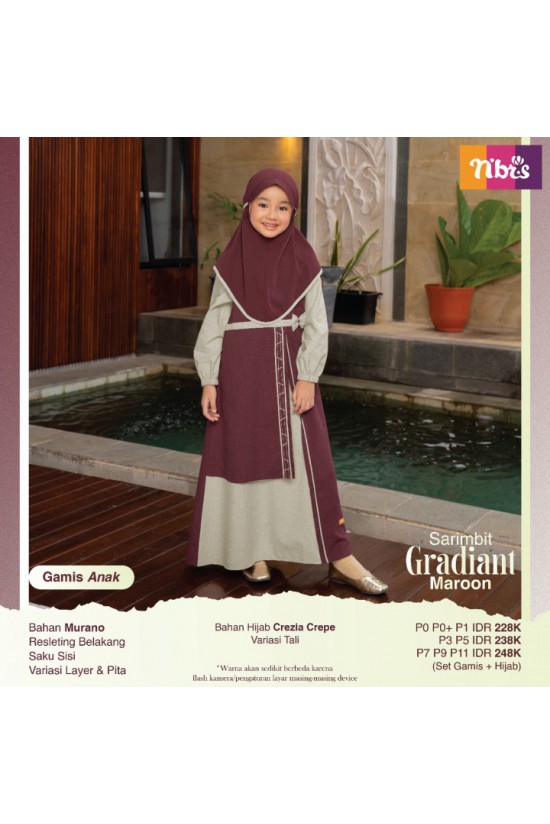 Nbrs
Sarimbit
Gradiant
Maroon
Gamis Anak
Bahan Murano
Resleting Belakang
Saku Sisi
Variasi Layer & Pita
Bahan Hijab Crezia Crepe
Variasi Tali
*Warna akan sedikit berbeda karena
flash kamera/pengaturan layar masing-masing device
P0 P0+ P1 IDR 228K
P3 P5 IDR 238K
P7 P9 P11 IDR 248K
(Set Gamis + Hijab)